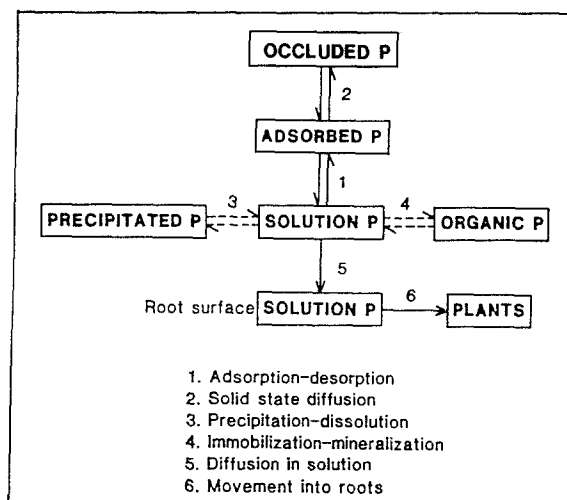 OCCLUDED P
2
ADSORBED P
1
3
4
PRECIPITATED P
SOLUTION P
ORGANIC P
5
Root surface
SOLUTION P
6
PLANTS
1. Adsorption-desorption
2. Solid state diffusion
3. Precipitation-dissolution
4. Immobilization-mineralization
5. Diffusion in solution
6. Movement into roots